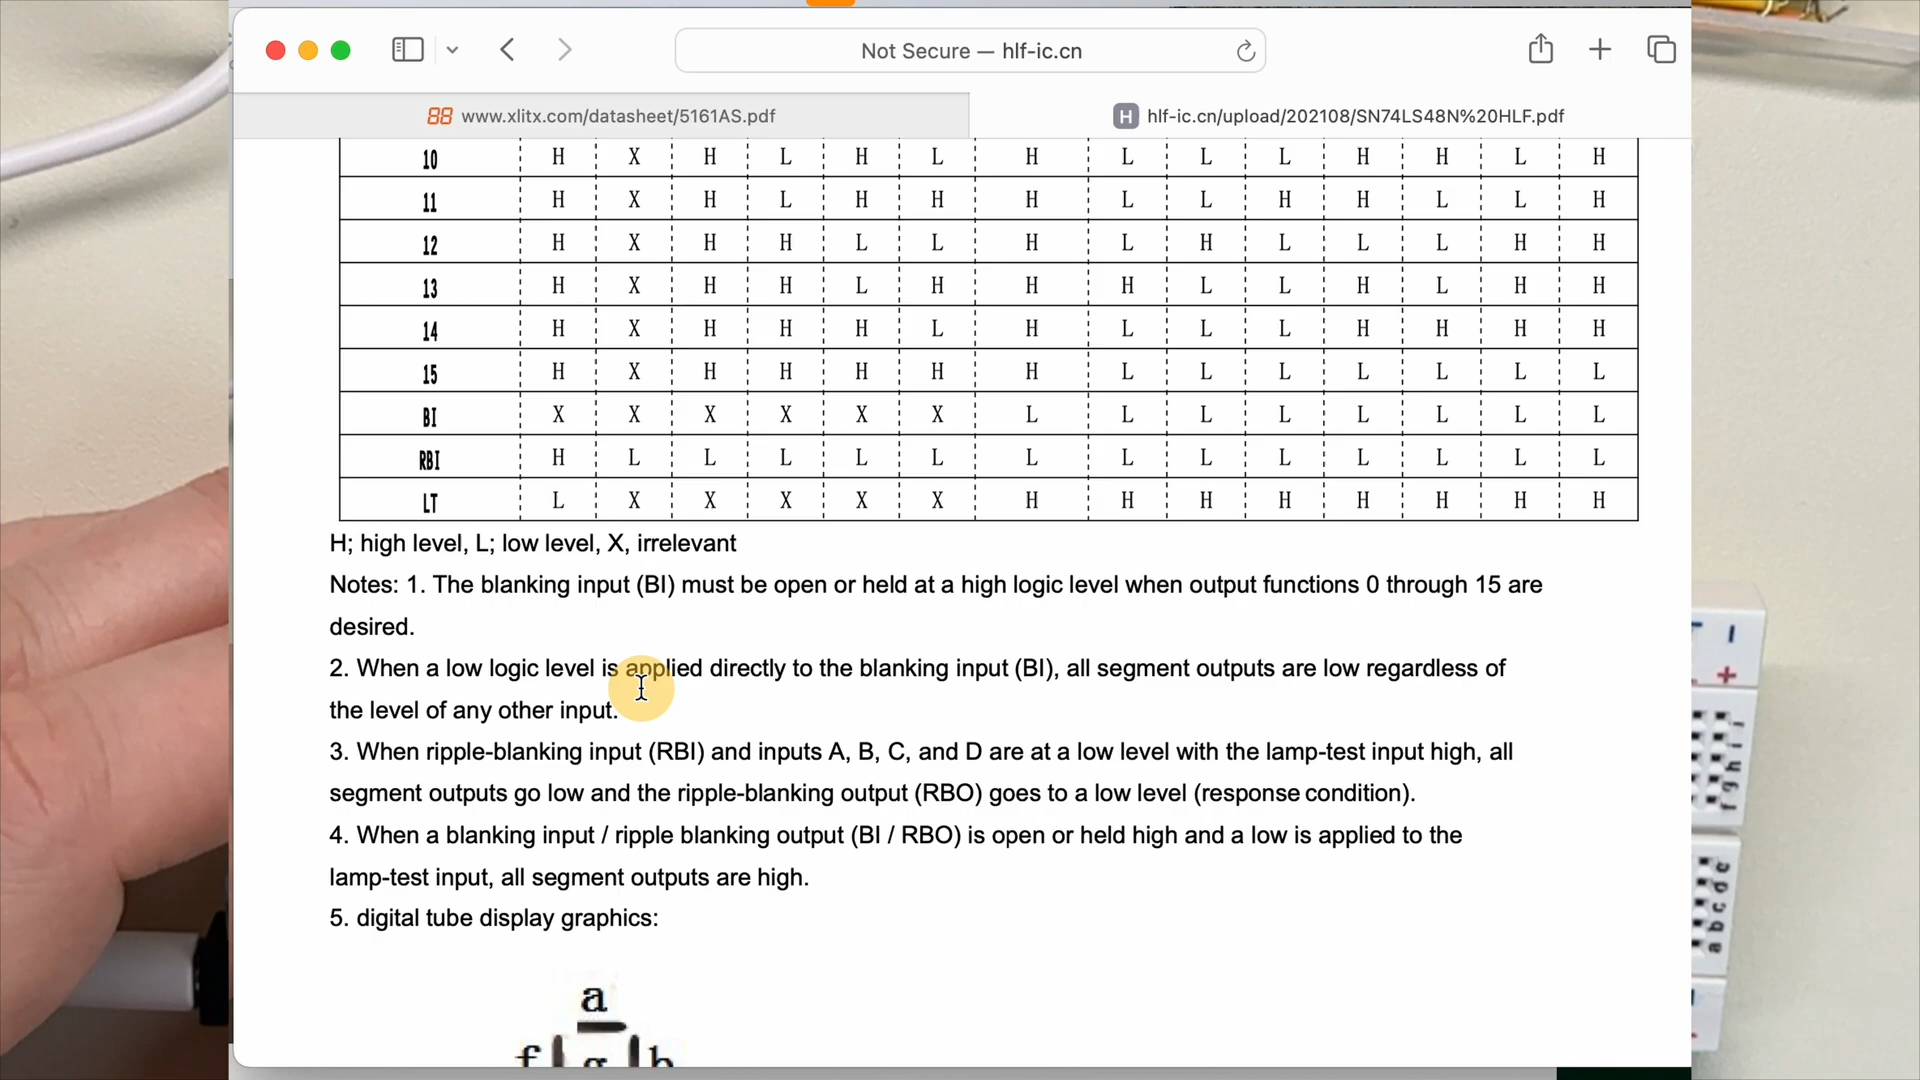 Not Secure — hlf-ic.cn
88 www.xlitx.com/datasheet/5161AS.pdf
H hlf-ic.cn/upload/202108/SN74LS48N%20HLF.pdf
10 H X H L H L H L L L H H L H
11 H X H L H H H L L H H L L H
12 H X H H L L H L H L L L H H
13 H X H H L H H H L L H L H H
14 H X H H H L H L L L H H H H
15 H X H H H H H L L L L L L L
BI X X X X X X L L L L L L L L
RBI H L L L L L L L L L L L L L
LT L X X X X X H H H H H H H H
H; high level, L; low level, X, irrelevant
Notes: 1. The blanking input (BI) must be open or held at a high logic level when output functions 0 through 15 are
desired.
2. When a low logic level is applied directly to the blanking input (BI), all segment outputs are low regardless of
the level of any other input.
3. When ripple-blanking input (RBI) and inputs A, B, C, and D are at a low level with the lamp-test input high, all
segment outputs go low and the ripple-blanking output (RBO) goes to a low level (response condition).
4. When a blanking input / ripple blanking output (BI / RBO) is open or held high and a low is applied to the
lamp-test input, all segment outputs are high.
5. digital tube display graphics:
a
f g b
f g h i j
a b c d e